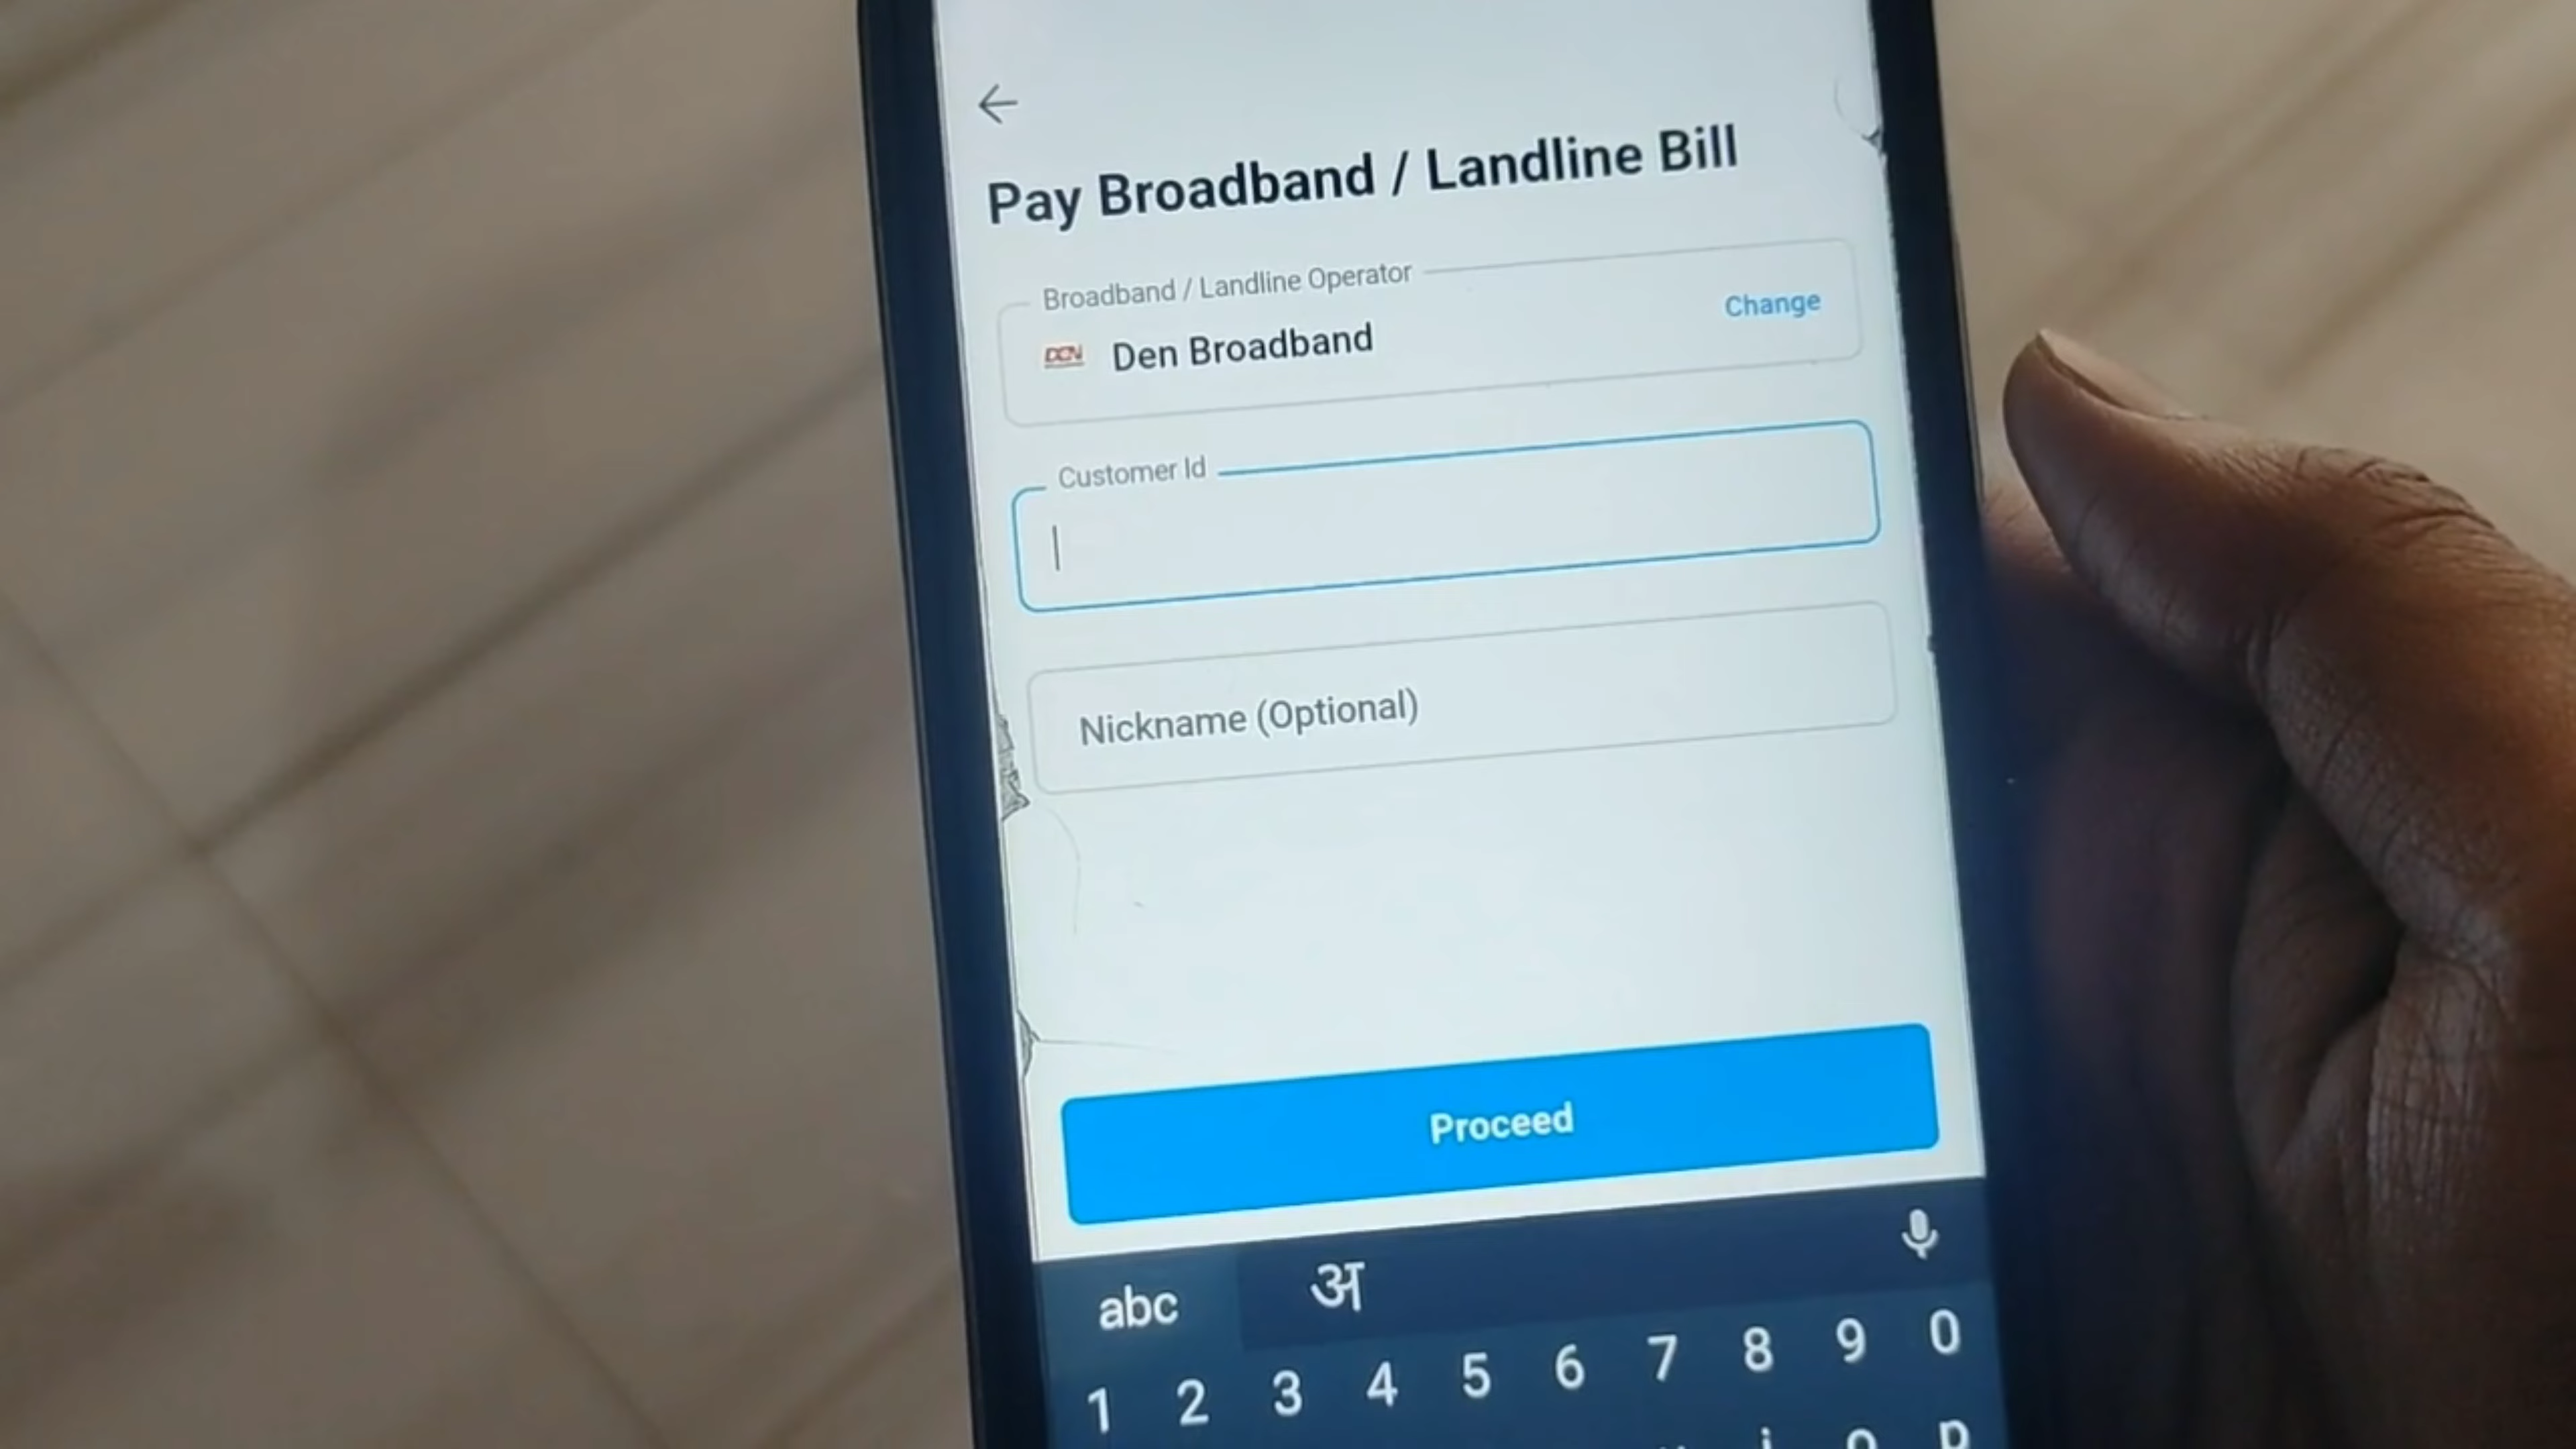 Pay Broadband / Landline Bill
Broadband / Landline Operator
DEN Den Broadband
Change
Customer Id
Nickname (Optional)
Proceed
abc अ
1 2 3 4 5 6 7 8 9 0
i o p